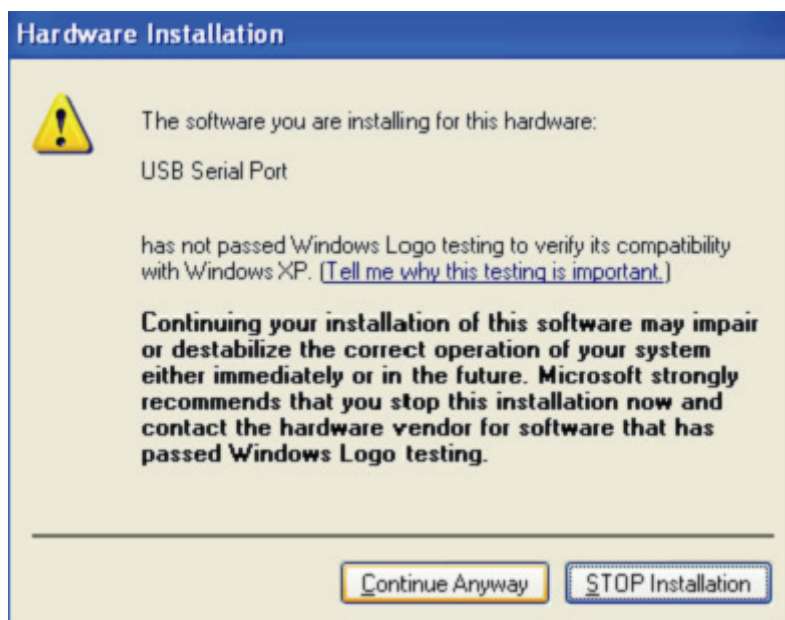 Hardware Installation
The software you are installing for this hardware:
USB Serial Port
has not passed Windows Logo testing to verify its compatibility
with Windows XP. (Tell me why this testing is important.)
Continuing your installation of this software may impair
or destabilize the correct operation of your system
either immediately or in the future. Microsoft strongly
recommends that you stop this installation now and
contact the hardware vendor for software that has
passed Windows Logo testing.
Continue Anyway
STOP Installation